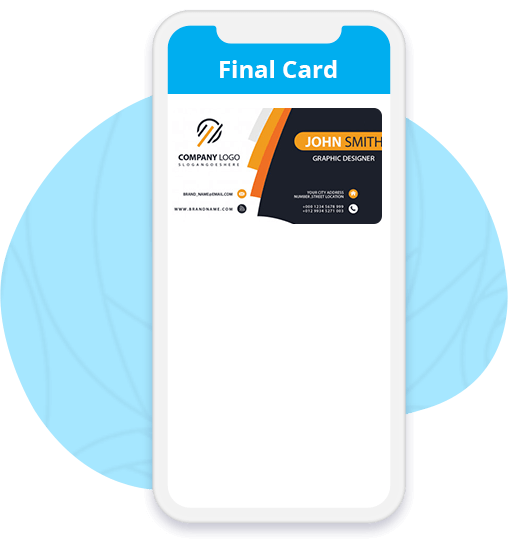 Final Card
COMPANY LOGO
SLOGANGOESHERE
BRAND_NAME@EMAIL.COM
WWW.BRANDNAME.COM
JOHN SMITH
GRAPHIC DESIGNER
YOUR CITY ADDRESS
NUMBER, STREET LOCATION
+000 1234 5678 999
+012 9934 5271 003